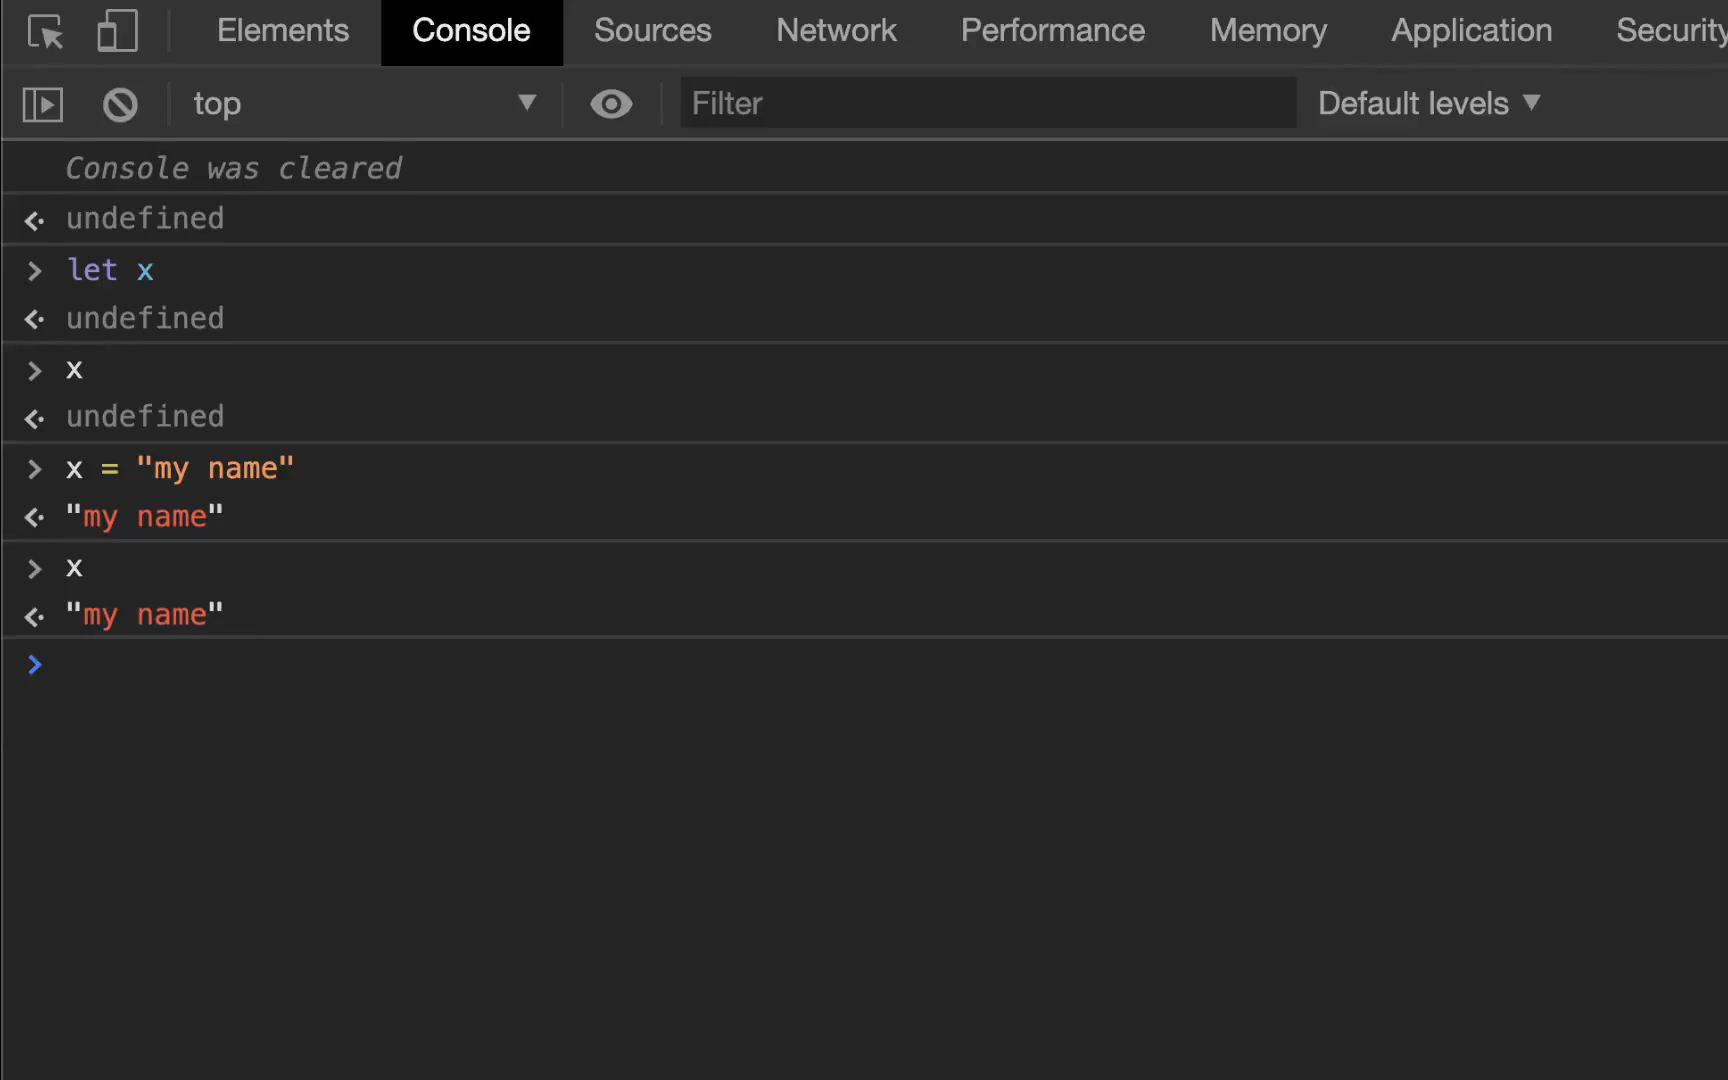 Elements Console Sources Network Performance Memory Application Security
top ▼ Filter Default levels ▼
Console was cleared
undefined
> let x
undefined
> x
undefined
> x = "my name"
"my name"
> x
"my name"
>